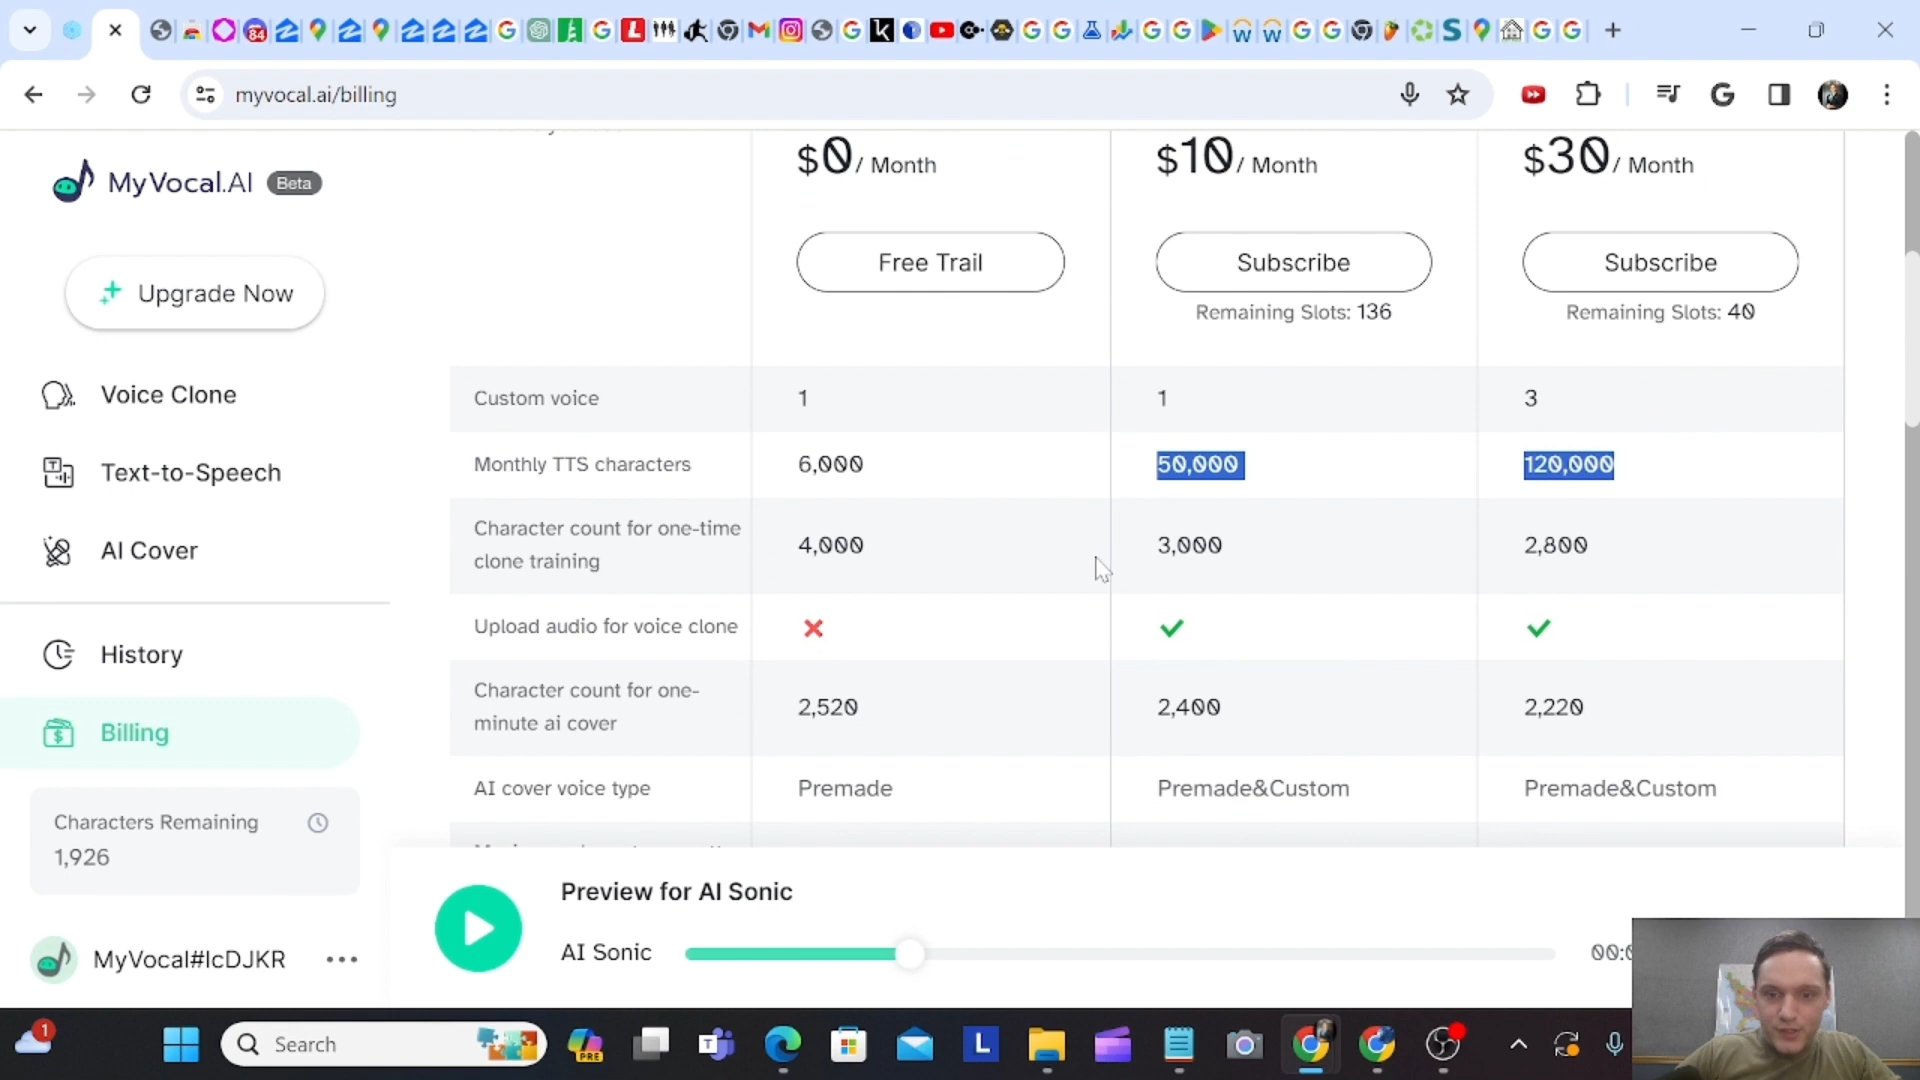 84
myvocal.ai/billing
MyVocal.AI Beta
Upgrade Now
Voice Clone
Text-to-Speech
AI Cover
History
Billing
Characters Remaining
1,926
MyVocal#IcDJKR
$0 / Month
$10 / Month
$30 / Month
Free Trail
Subscribe
Subscribe
Remaining Slots: 136
Remaining Slots: 40
Custom voice 1 1 3
Monthly TTS characters 6,000 50,000 120,000
Character count for one-time
clone training
4,000 3,000 2,800
Upload audio for voice clone
Character count for one-
minute ai cover
2,520 2,400 2,220
AI cover voice type Premade Premade&Custom Premade&Custom
Preview for AI Sonic
AI Sonic
1
Search
PRE
L